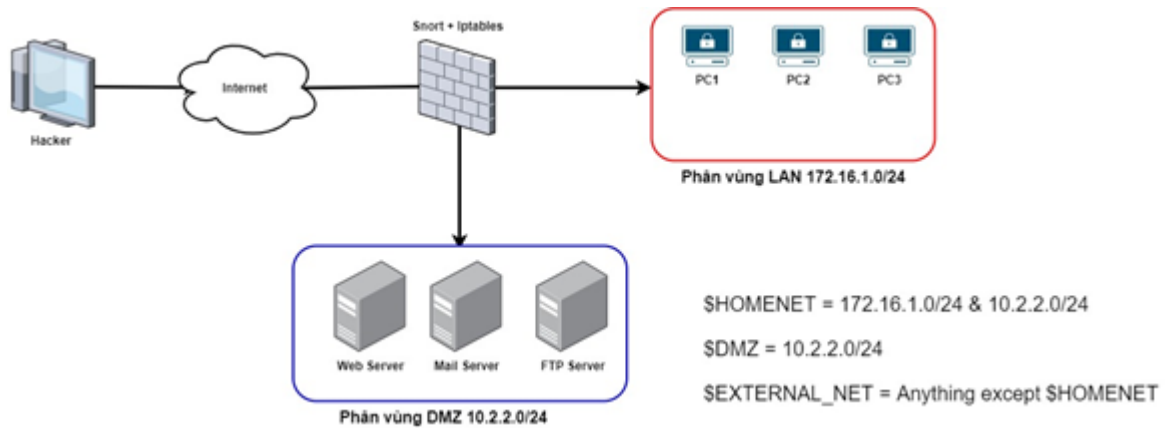 Snort + Iptables
Internet
Hacker
PC1
PC2
PC3
Phân vùng LAN 172.16.1.0/24
Web Server
Mail Server
FTP Server
Phân vùng DMZ 10.2.2.0/24
$HOMENET = 172.16.1.0/24 & 10.2.2.0/24
$DMZ = 10.2.2.0/24
$EXTERNAL_NET = Anything except $HOMENET